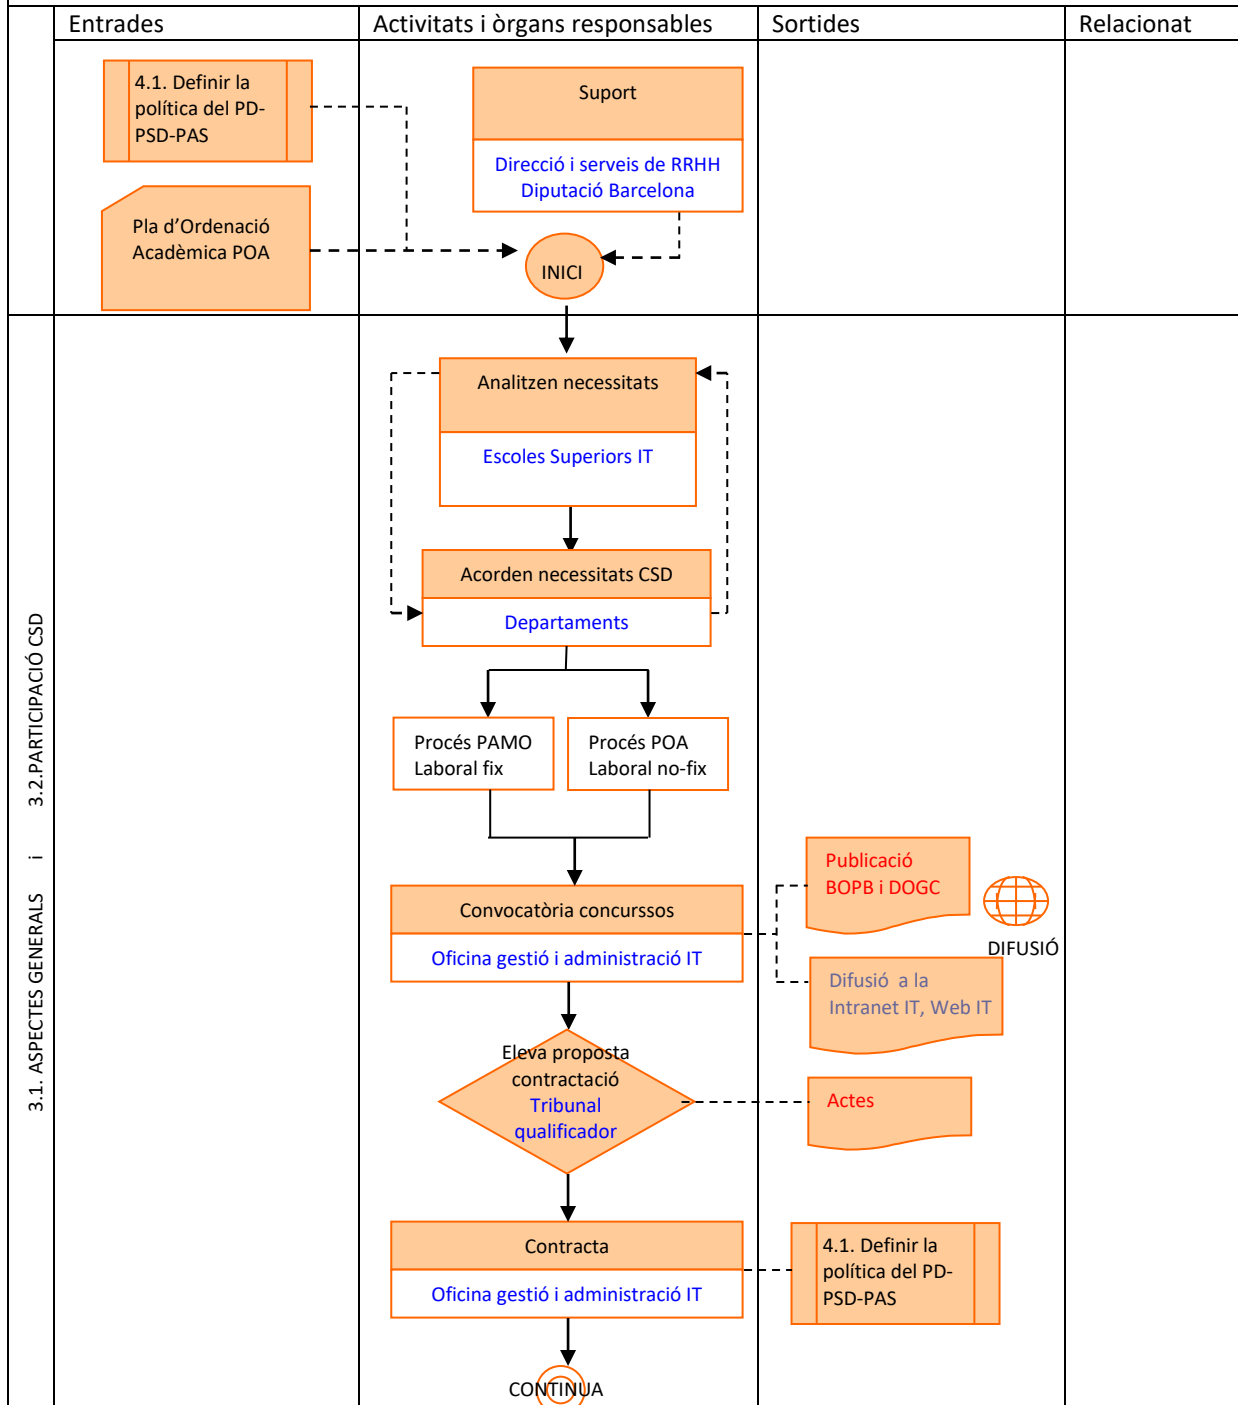 Entrades
Activitats i òrgans responsables
Sortides
Relacionat
4.1. Definir la
política del PD-
PSD-PAS
Suport
Direcció i serveis de RRHH
Diputació Barcelona
Pla d’Ordenació
Acadèmica POA
INICI
3.1. ASPECTES GENERALS i 3.2.PARTICIPACIÓ CSD
Analitzen necessitats
Escoles Superiors IT
Acorden necessitats CSD
Departaments
Procés PAMO
Laboral fix
Procés POA
Laboral no-fix
Convocatòria concurssos
Oficina gestió i administració IT
Publicació
BOPB i DOGC
DIFUSIÓ
Difusió a la
Intranet IT, Web IT
Eleva proposta
contractació
Tribunal
qualificador
Actes
Contracta
Oficina gestió i administració IT
4.1. Definir la
política del PD-
PSD-PAS
CONTINUA